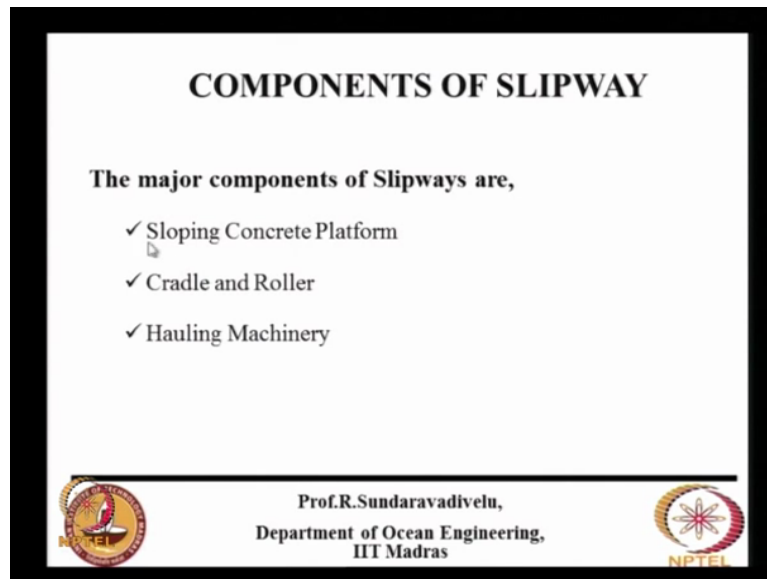 COMPONENTS OF SLIPWAY
The major components of Slipways are,
✓ Sloping Concrete Platform
✓ Cradle and Roller
✓ Hauling Machinery
Prof.R.Sundaravadivelu,
Department of Ocean Engineering,
IIT Madras
NPTEL
NPTEL